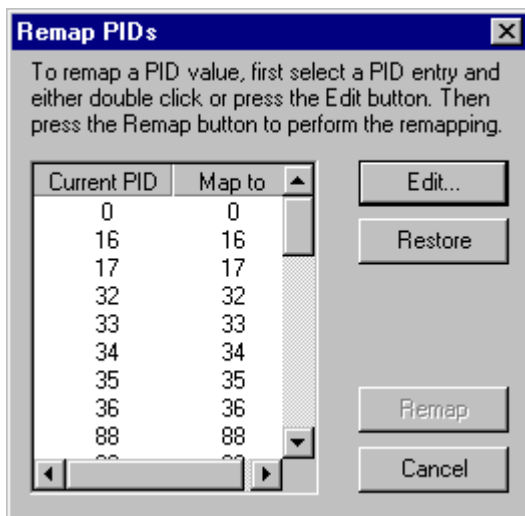 Remap PIDs
To remap a PID value, first select a PID entry and
either double click or press the Edit button. Then
press the Remap button to perform the remapping.
Current PID Map to
0 0
16 16
17 17
32 32
33 33
34 34
35 35
36 36
88 88
Edit...
Restore
Remap
Cancel